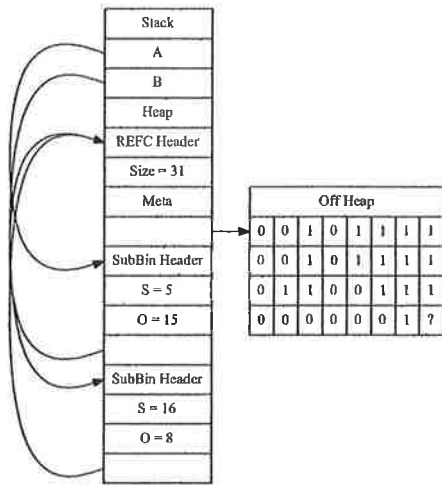 Stack
A
B
Heap
REFC Header
Size = 31
Meta
SubBin Header
S = 5
O = 15
SubBin Header
S = 16
O = 8
Off Heap
0 0 1 0 1 1 1 1
0 0 1 0 1 1 1 1
0 1 1 0 0 1 1 1
0 0 0 0 0 0 1 ?